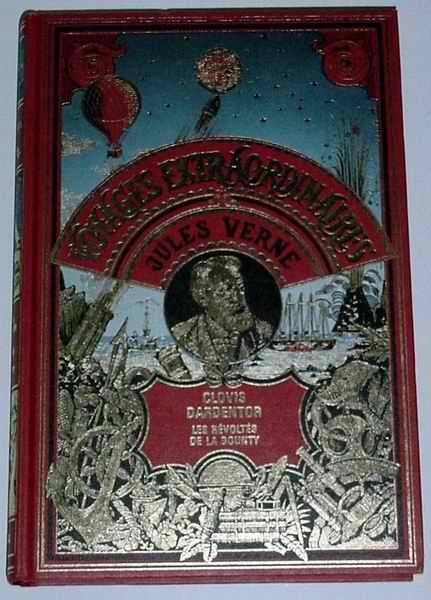 VOYAGES EXTRAORDINAIRES
JULES VERNE
CLOVIS
DARDENTOR
LES RÉVOLTÉS
DE LA BOUNTY